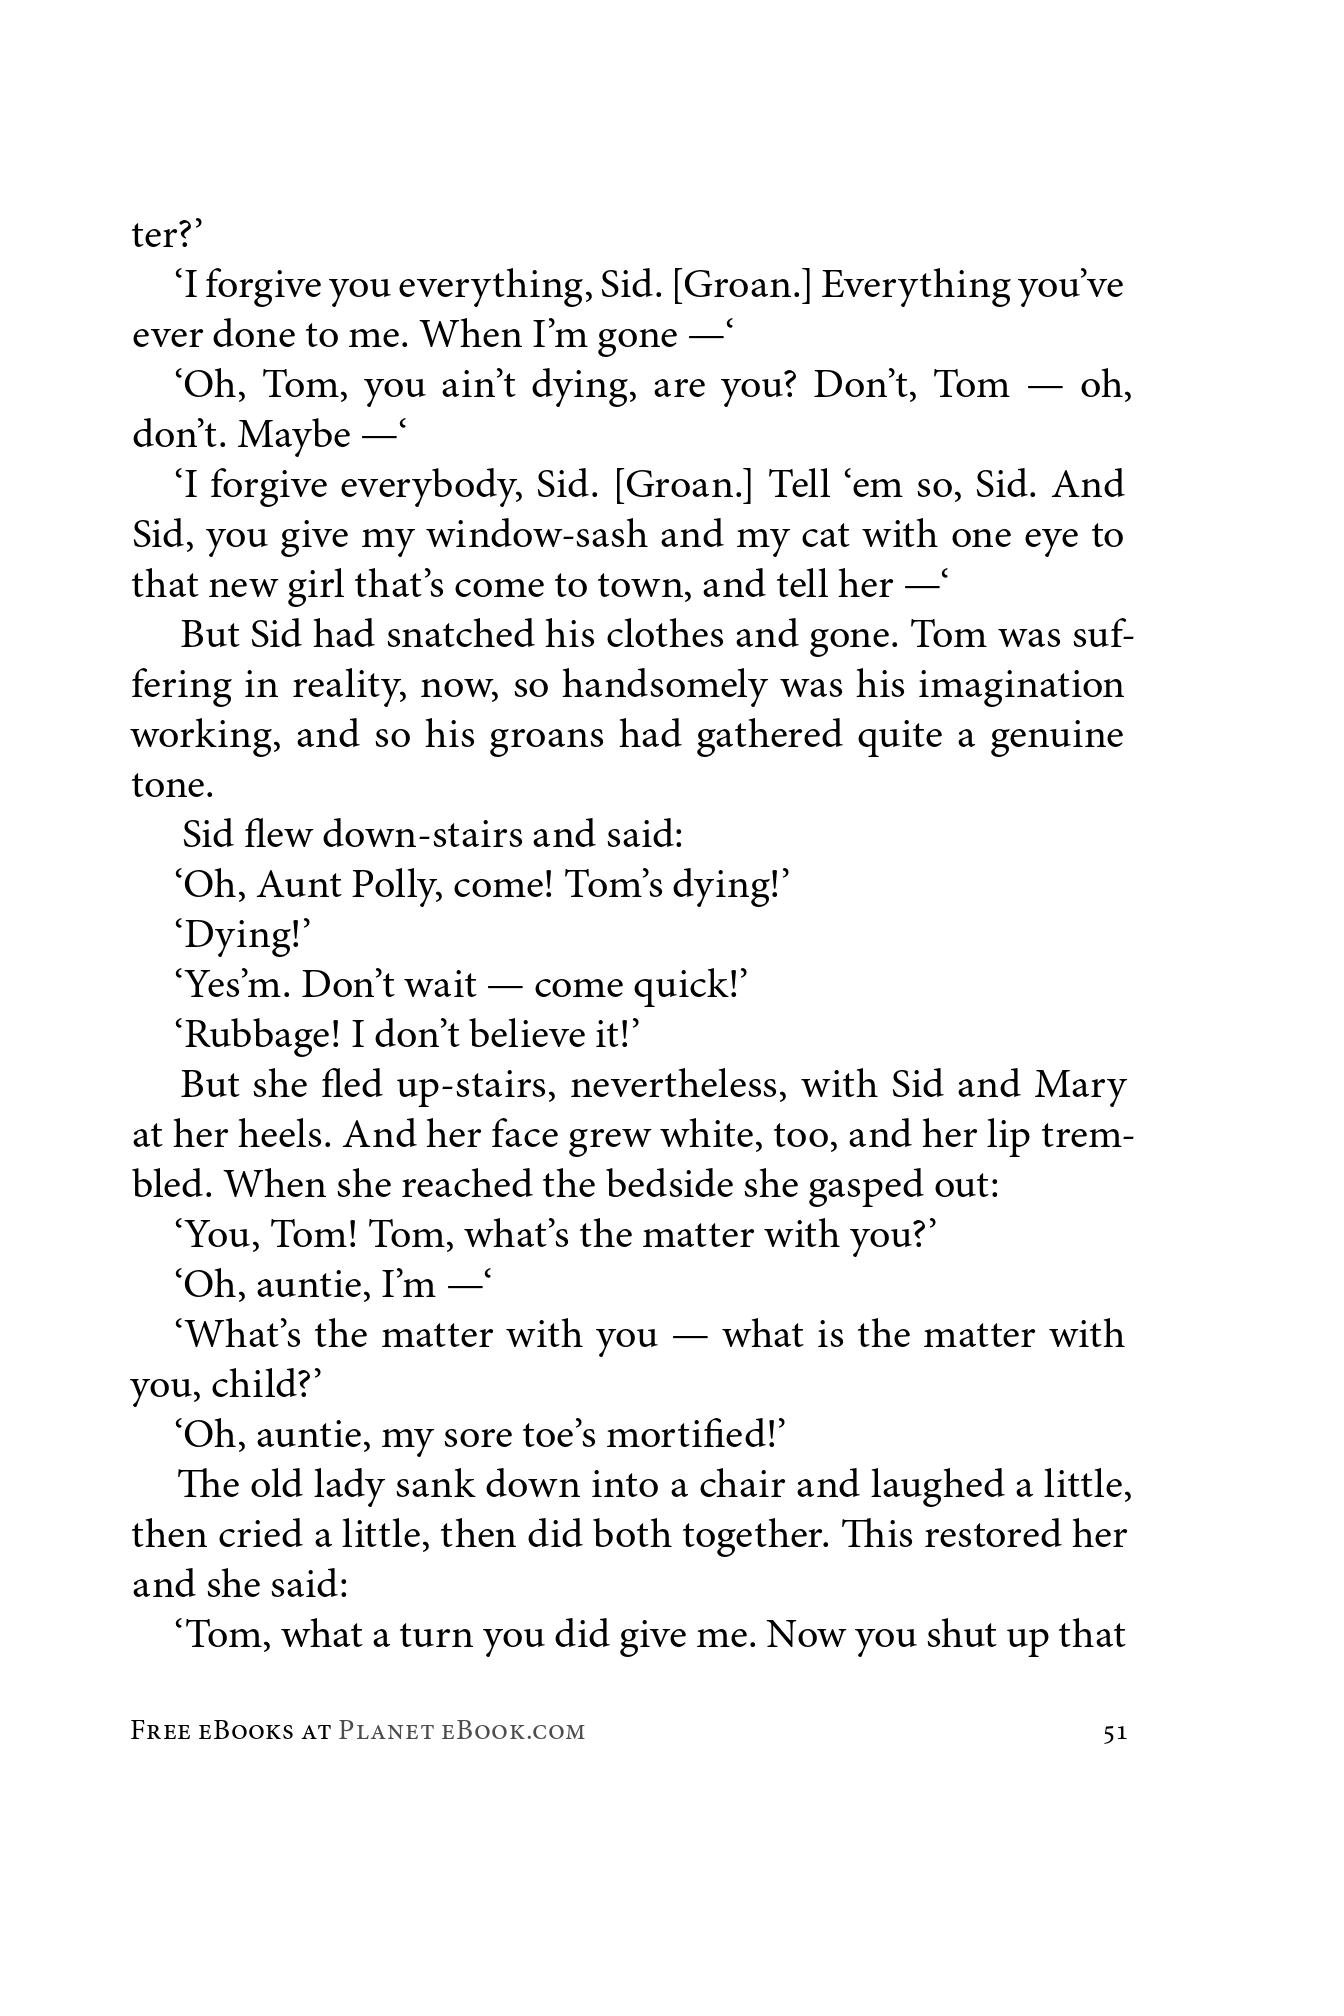 ter?’
‘I forgive you everything, Sid. [Groan.] Everything you’ve
ever done to me. When I’m gone —‘
‘Oh, Tom, you ain’t dying, are you? Don’t, Tom — oh,
don’t. Maybe —‘
‘I forgive everybody, Sid. [Groan.] Tell ‘em so, Sid. And
Sid, you give my window-sash and my cat with one eye to
that new girl that’s come to town, and tell her —‘
But Sid had snatched his clothes and gone. Tom was suf-
fering in reality, now, so handsomely was his imagination
working, and so his groans had gathered quite a genuine
tone.
Sid flew down-stairs and said:
‘Oh, Aunt Polly, come! Tom’s dying!’
‘Dying!’
‘Yes’m. Don’t wait — come quick!’
‘Rubbage! I don’t believe it!’
But she fled up-stairs, nevertheless, with Sid and Mary
at her heels. And her face grew white, too, and her lip trem-
bled. When she reached the bedside she gasped out:
‘You, Tom! Tom, what’s the matter with you?’
‘Oh, auntie, I’m —‘
‘What’s the matter with you — what is the matter with
you, child?’
‘Oh, auntie, my sore toe’s mortified!’
The old lady sank down into a chair and laughed a little,
then cried a little, then did both together. This restored her
and she said:
‘Tom, what a turn you did give me. Now you shut up that
Free eBooks at Planet eBook.com 51